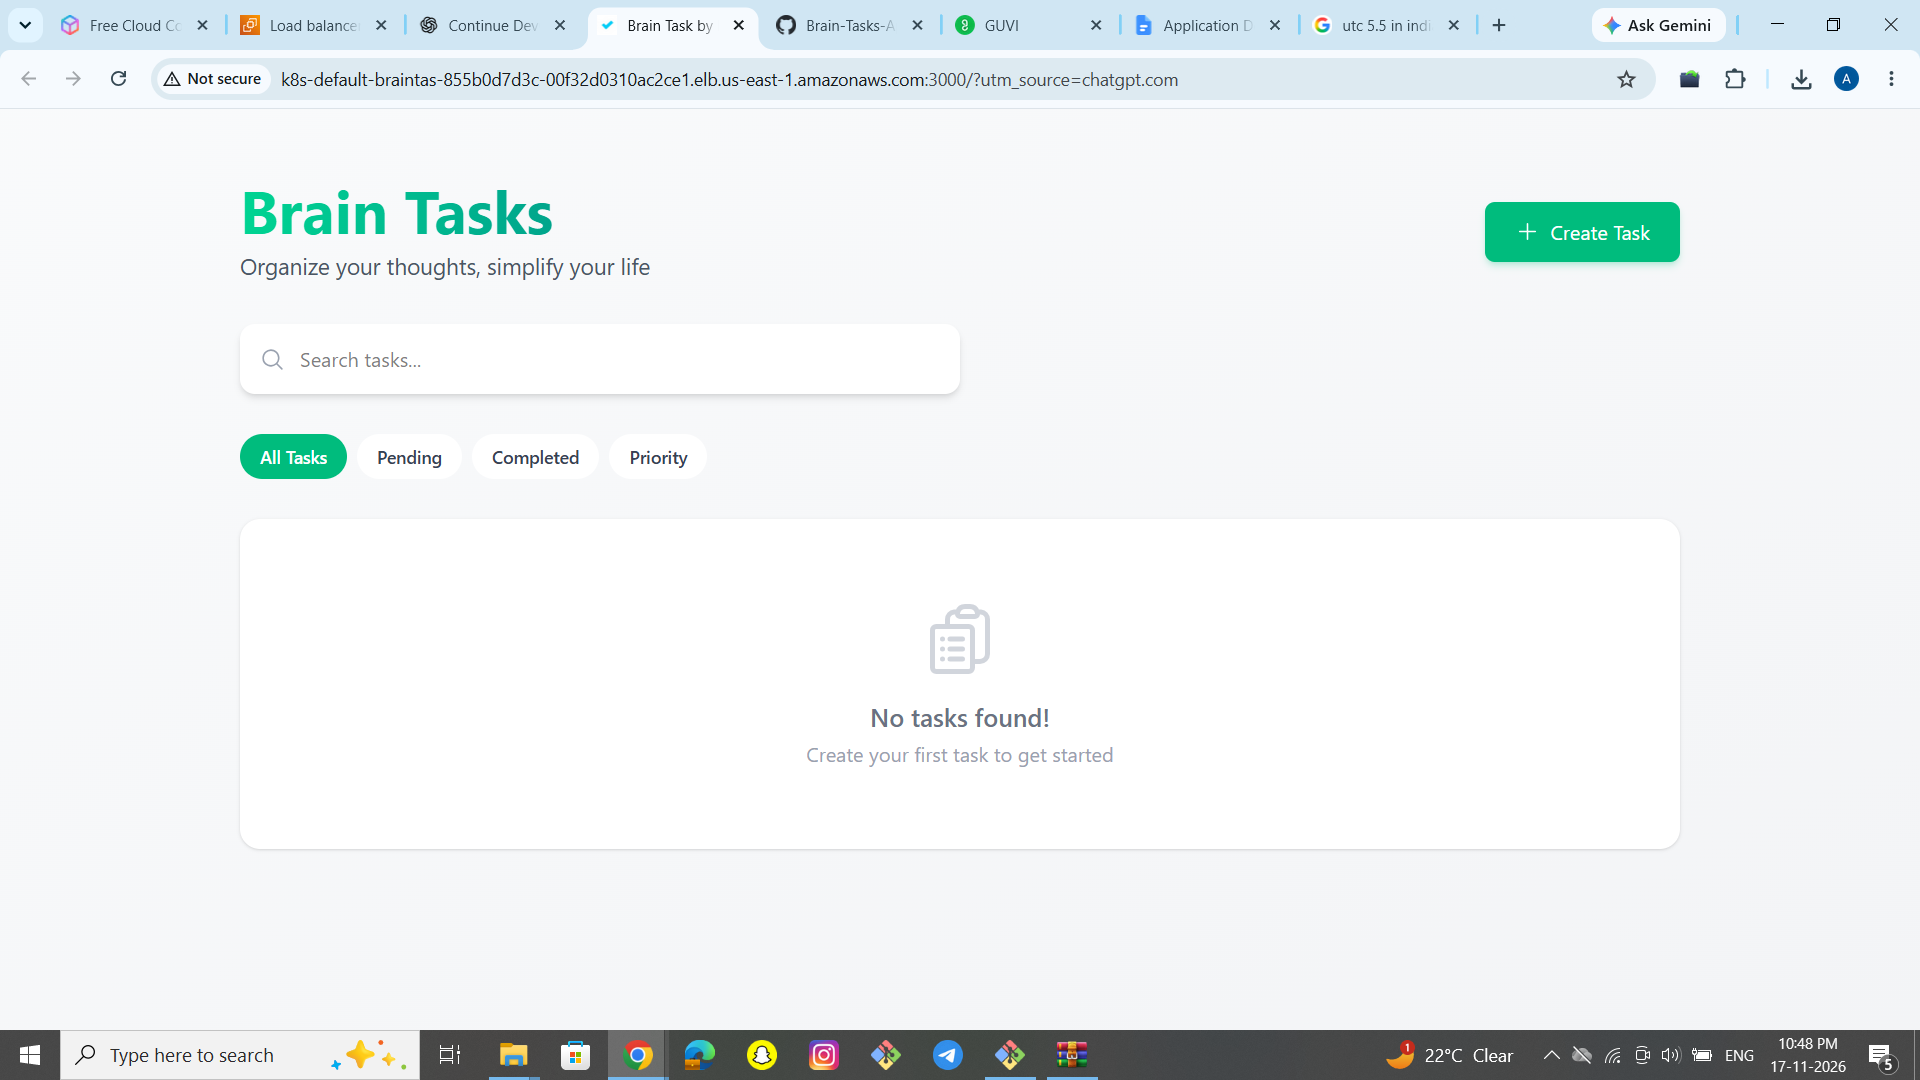 Free Cloud Co
Load balance
Continue Dev
Brain Task by
Brain-Tasks-A
GUVI
Application D
utc 5.5 in indi
Ask Gemini
Not secure
k8s-default-braintas-855b0d7d3c-00f32d0310ac2ce1.elb.us-east-1.amazonaws.com:3000/?utm_source=chatgpt.com
A
Brain Tasks
Organize your thoughts, simplify your life
Create Task
Search tasks...
All Tasks
Pending
Completed
Priority
No tasks found!
Create your first task to get started
Type here to search
1
22°C Clear
ENG
10:48 PM
17-11-2026
5